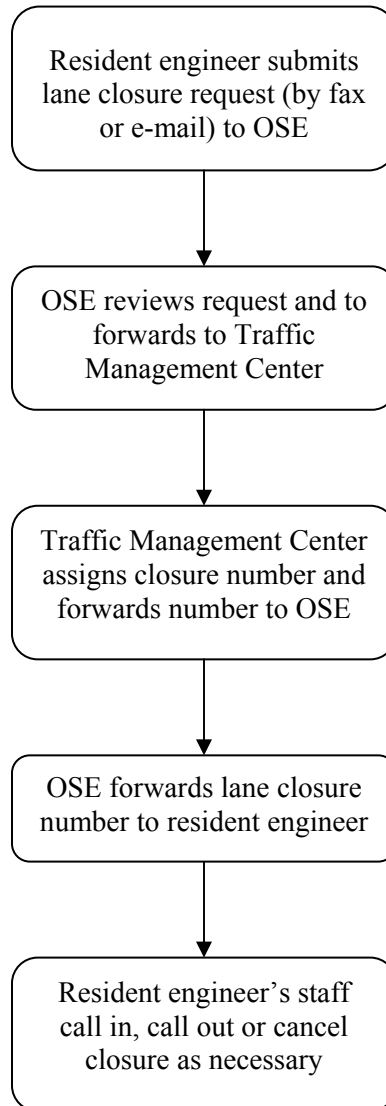 Resident engineer submits
lane closure request (by fax
or e-mail) to OSE
OSE reviews request and to
forwards to Traffic
Management Center
Traffic Management Center
assigns closure number and
forwards number to OSE
OSE forwards lane closure
number to resident engineer
Resident engineer’s staff
call in, call out or cancel
closure as necessary